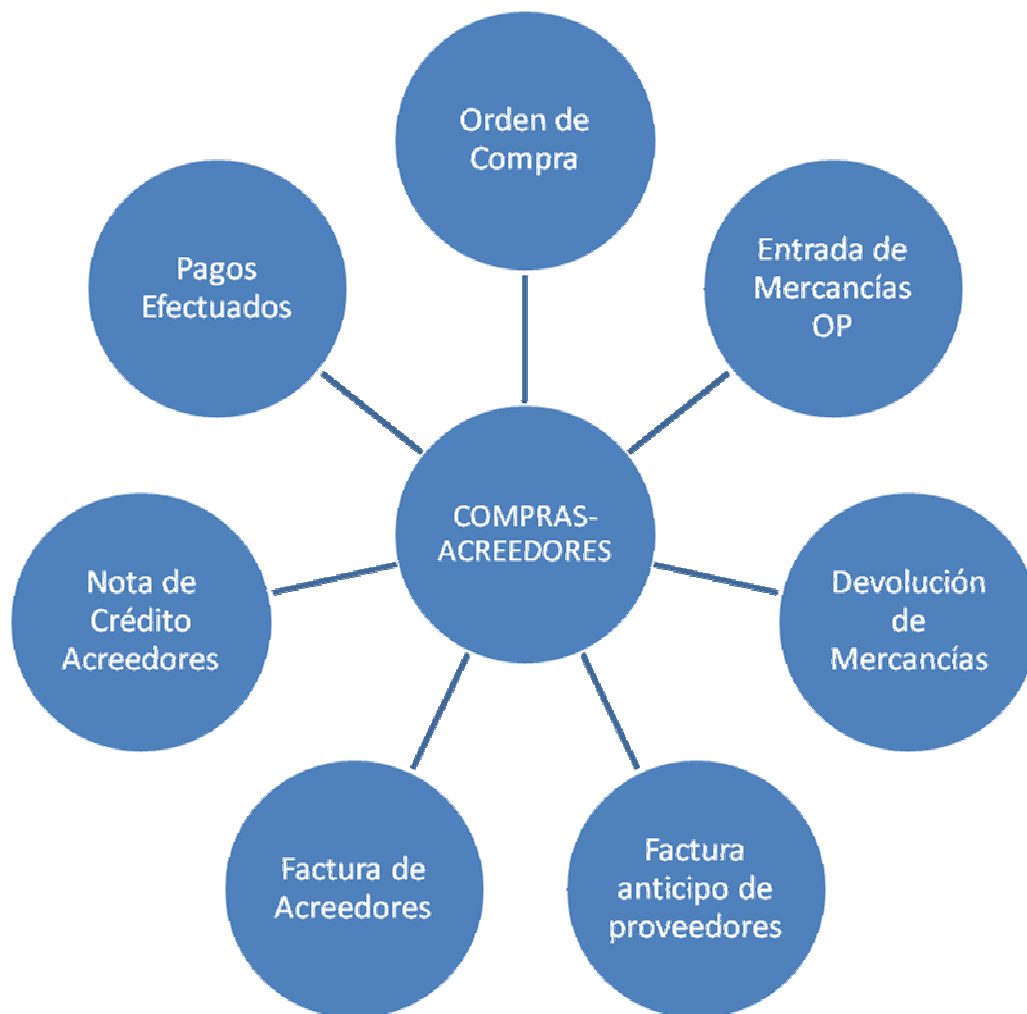 Orden de
Compra
Entrada de
Mercancías
OP
Pagos
Efectuados
COMPRAS-
ACREEDORES
Devolución
de
Mercancías
Nota de
Crédito
Acreedores
Factura
anticipo de
proveedores
Factura de
Acreedores